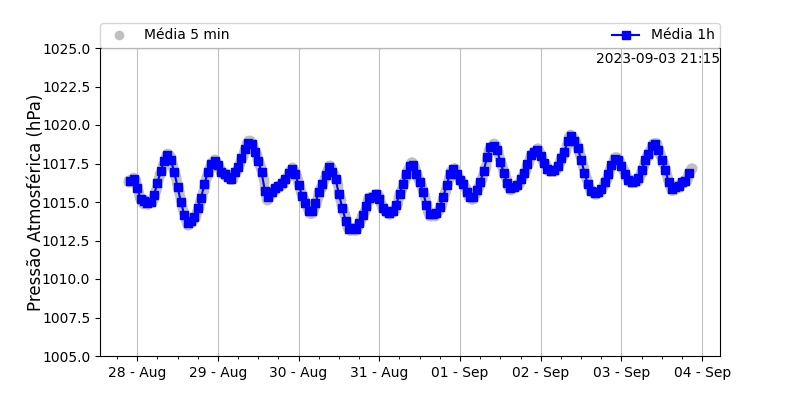 Média 5 min
Média 1h
2023-09-03 21:15
Pressão Atmosférica (hPa)
1025.0
1022.5
1020.0
1017.5
1015.0
1012.5
1010.0
1007.5
1005.0
28 - Aug
29 - Aug
30 - Aug
31 - Aug
01 - Sep
02 - Sep
03 - Sep
04 - Sep